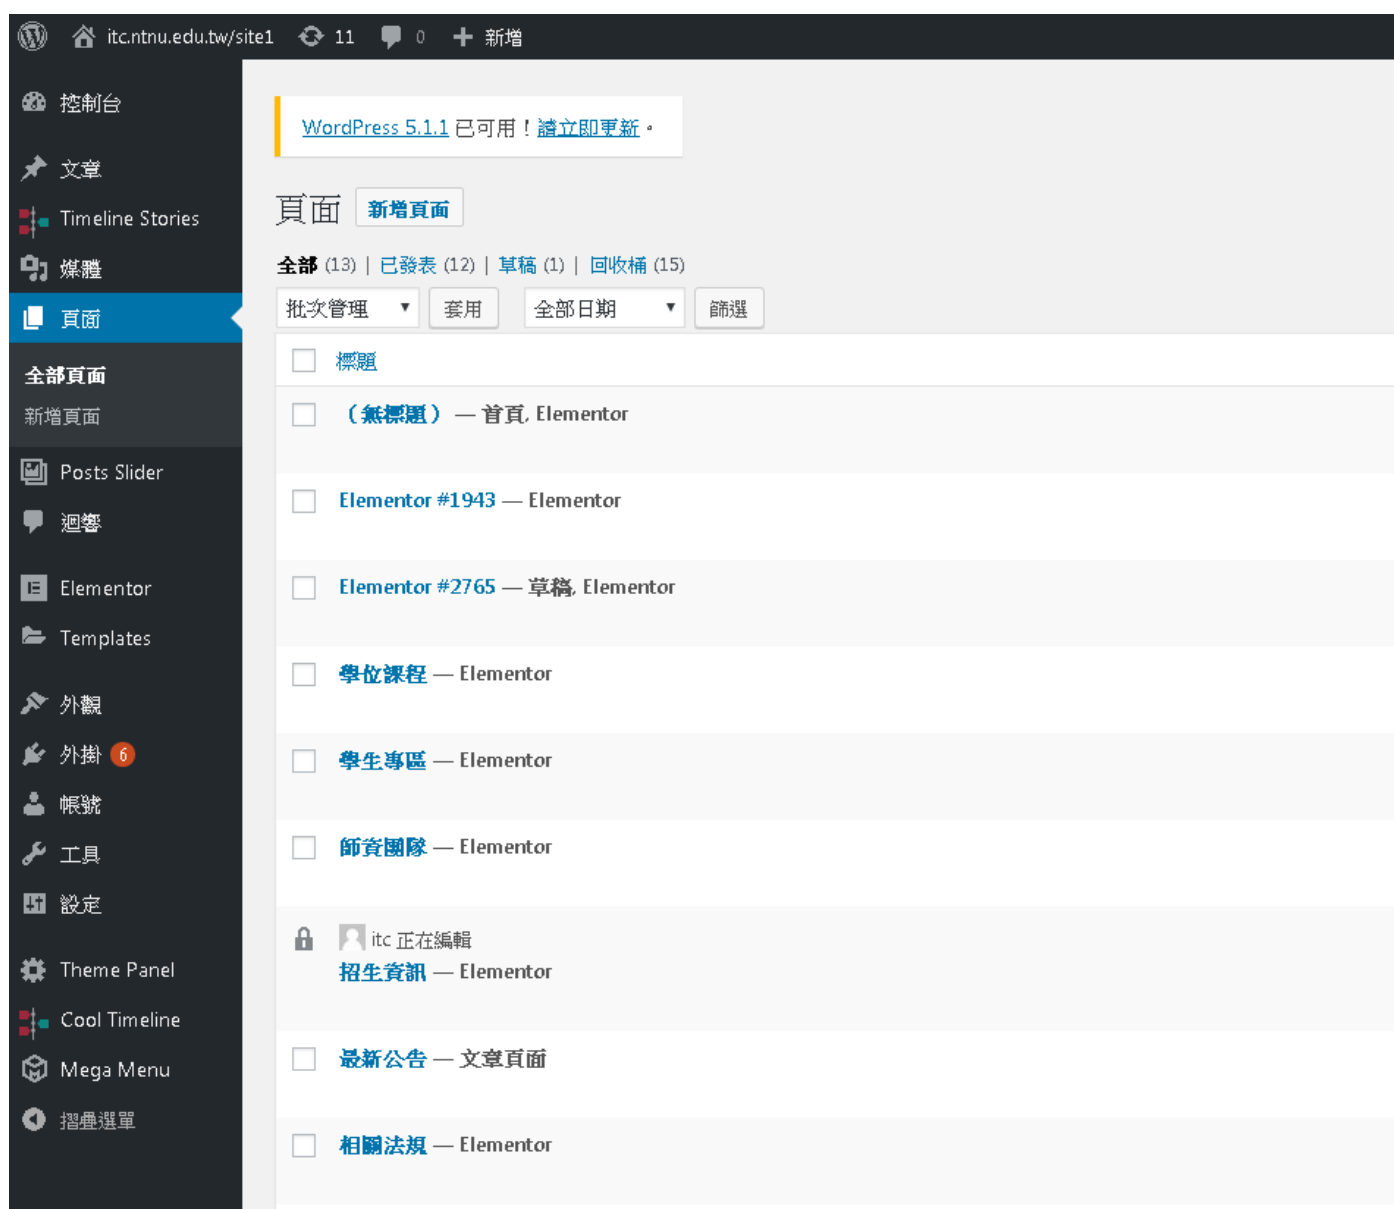 itc.ntnu.edu.tw/site1 11 0 新增
控制台
文章
Timeline Stories
媒體
頁面
全部頁面
新增頁面
Posts Slider
迴響
Elementor
Templates
外觀
外掛 6
帳號
工具
設定
Theme Panel
Cool Timeline
Mega Menu
摺疊選單
WordPress 5.1.1 已可用！請立即更新。
頁面 新增頁面
全部 (13) | 已發表 (12) | 草稿 (1) | 回收桶 (15)
批次管理 套用 全部日期 篩選
標題
（無標題） — 首頁, Elementor
Elementor #1943 — Elementor
Elementor #2765 — 草稿, Elementor
學位課程 — Elementor
學生專區 — Elementor
師資團隊 — Elementor
itc 正在編輯
招生資訊 — Elementor
最新公告 — 文章頁面
相關法規 — Elementor